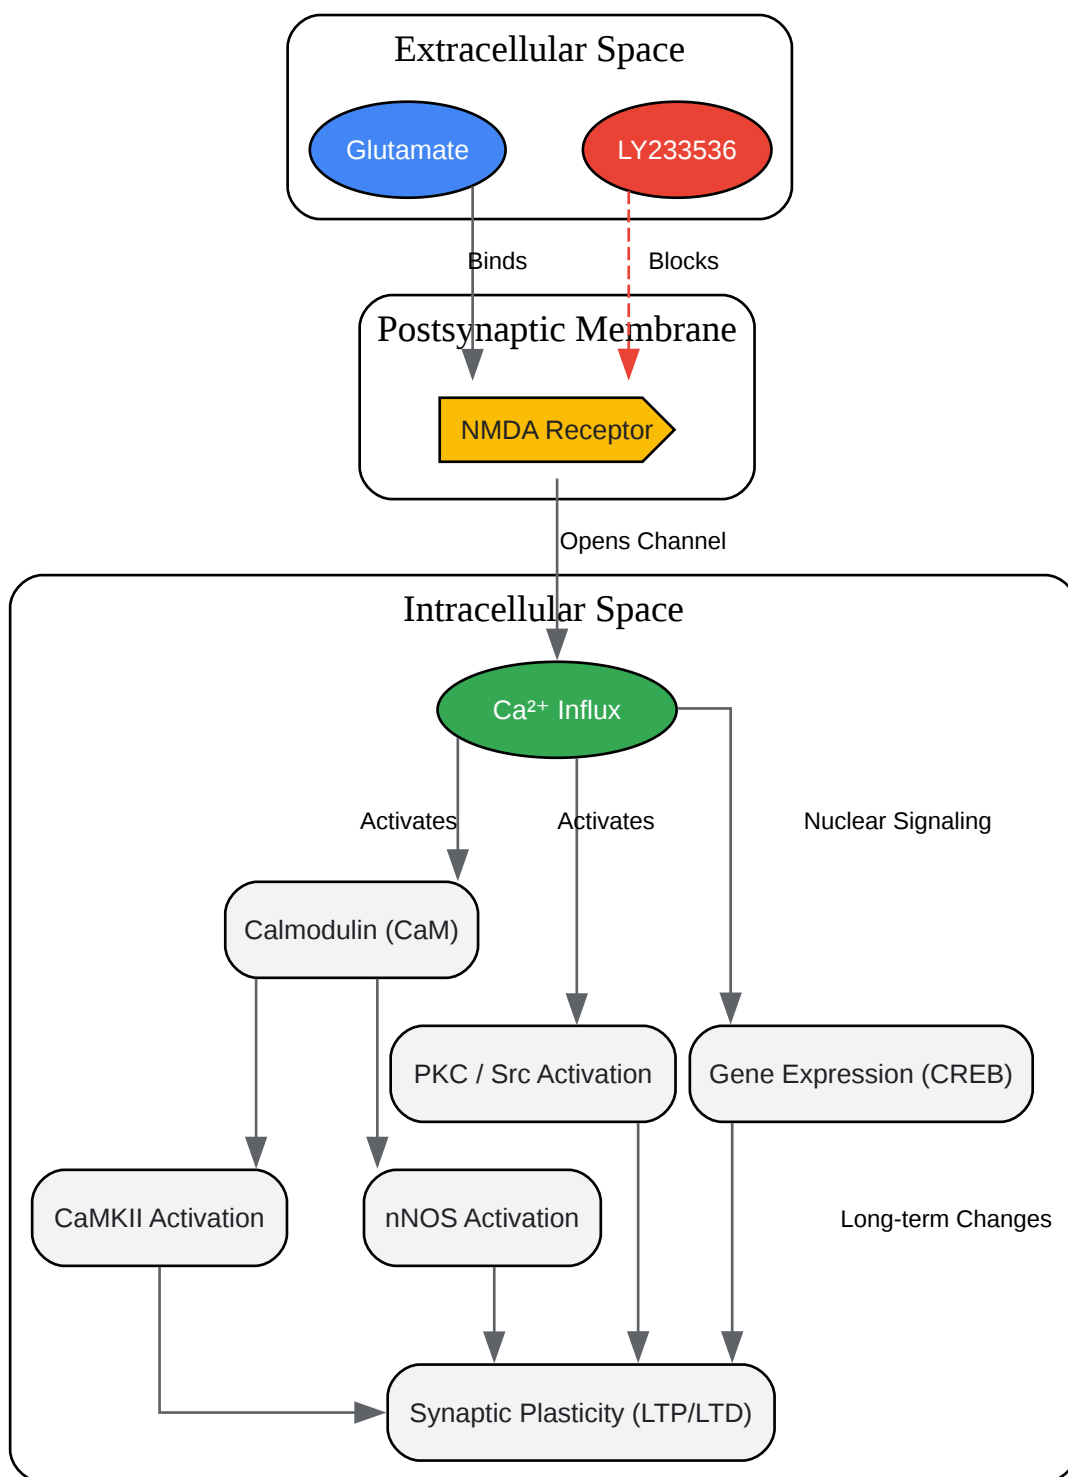 Extracellular Space
Glutamate
LY233536
Binds
Blocks
Postsynaptic Membrane
NMDA Receptor
Opens Channel
Intracellular Space
Ca²⁺ Influx
Activates
Activates
Nuclear Signaling
Calmodulin (CaM)
PKC / Src Activation
Gene Expression (CREB)
CaMKII Activation
nNOS Activation
Long-term Changes
Synaptic Plasticity (LTP/LTD)